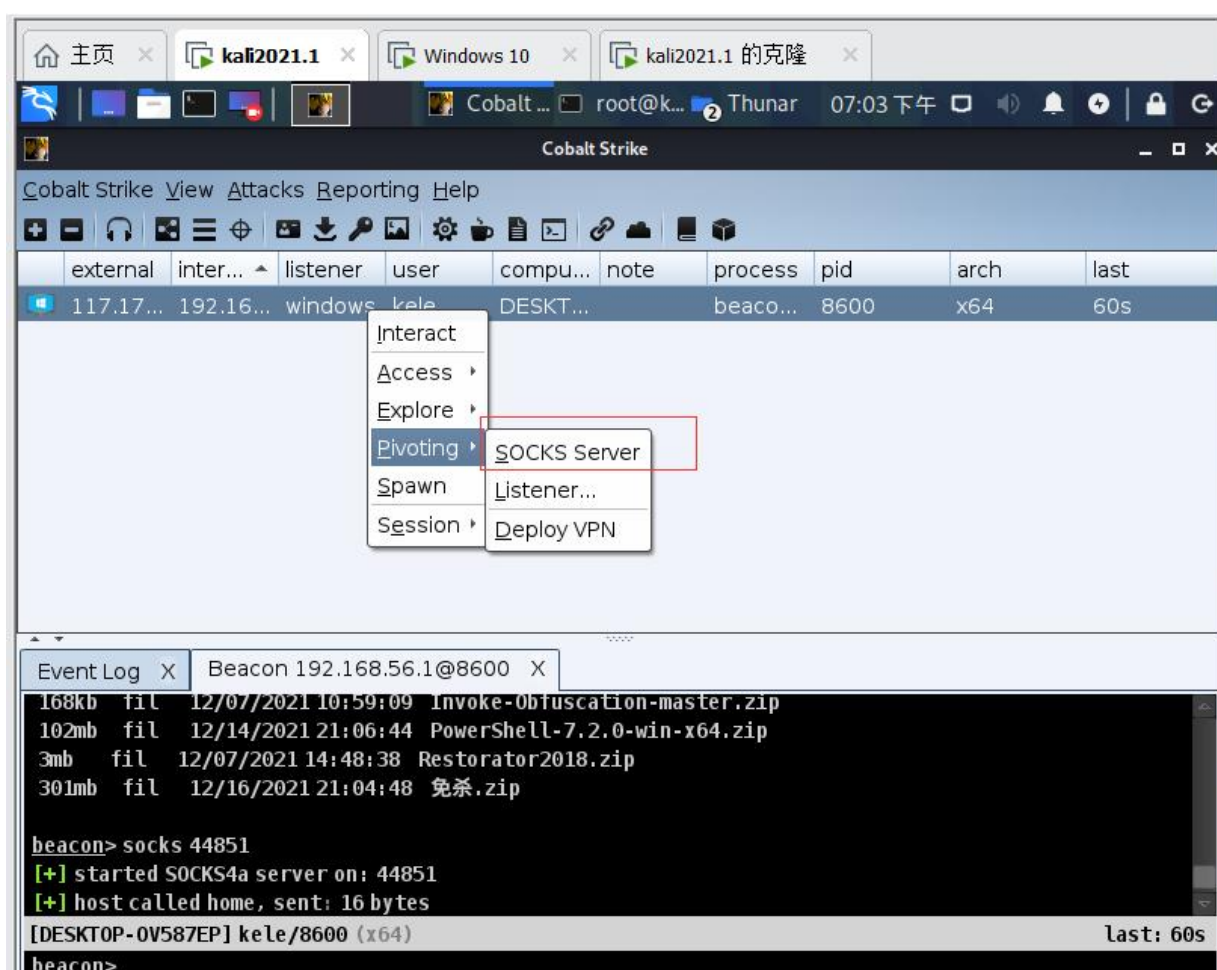 主页 × kali2021.1 × Windows 10 × kali2021.1 的克隆 ×
Cobalt ... root@k... 2 Thunar 07:03 下午
Cobalt Strike
Cobalt Strike View Attacks Reporting Help
external inter... listener user compu... note process pid arch last
117.17... 192.16... windows kele DESKT... beaco... 8600 x64 60s
Interact
Access
Explore
Pivoting SOCKS Server
Spawn Listener...
Session Deploy VPN
Event Log X Beacon 192.168.56.1@8600 X
168kb fil 12/07/2021 10:59:09 Invoke-Obfuscation-master.zip
102mb fil 12/14/2021 21:06:44 PowerShell-7.2.0-win-x64.zip
3mb fil 12/07/2021 14:48:38 Restorator2018.zip
301mb fil 12/16/2021 21:04:48 免杀.zip
beacon> socks 44851
[+] started SOCKS4a server on: 44851
[+] host called home, sent: 16 bytes
[DESKTOP-OV587EP] kele/8600 (x64) last: 60s
beacon>